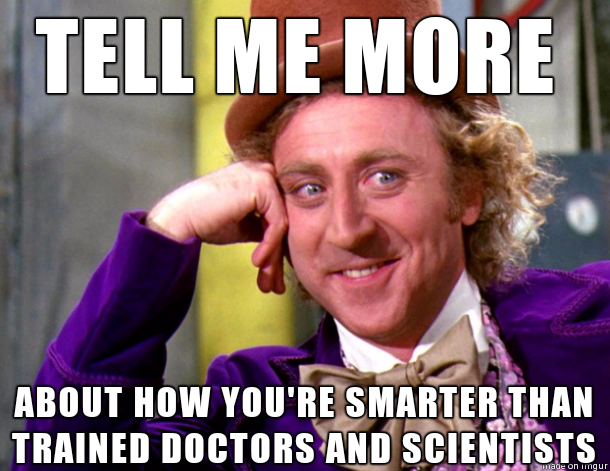 TELL ME MORE
ABOUT HOW YOU'RE SMARTER THAN
TRAINED DOCTORS AND SCIENTISTS
made on imgur